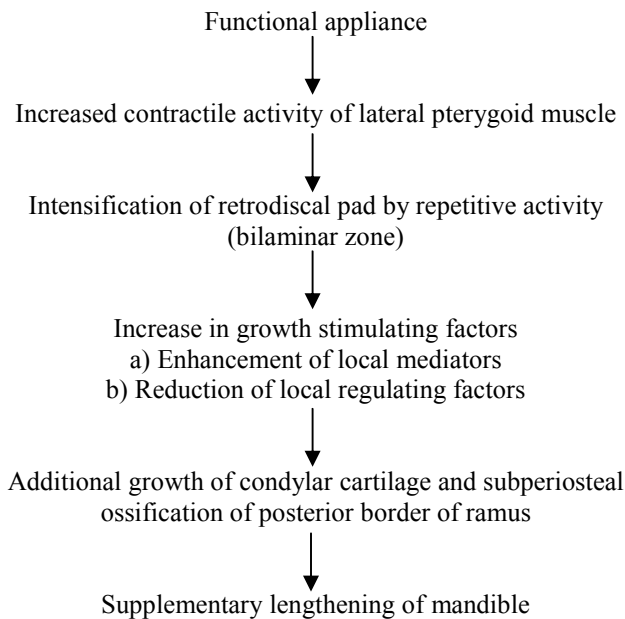 Functional appliance
Increased contractile activity of lateral pterygoid muscle
Intensification of retrodiscal pad by repetitive activity
(bilaminar zone)
Increase in growth stimulating factors
a) Enhancement of local mediators
b) Reduction of local regulating factors
Additional growth of condylar cartilage and subperiosteal
ossification of posterior border of ramus
Supplementary lengthening of mandible